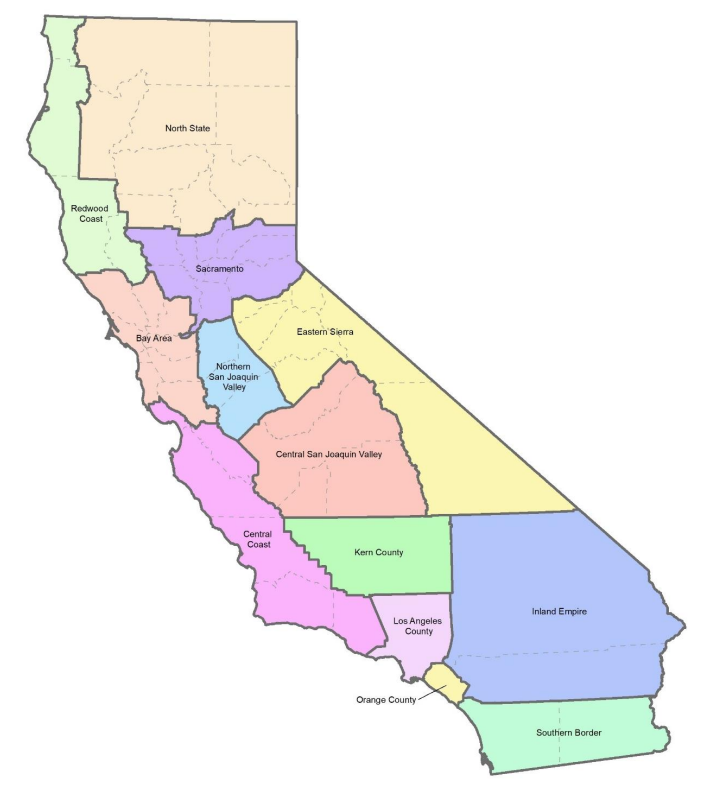 North State
Redwood
Coast
Sacramento
Eastern Sierra
Bay Area
Northern
San Joaquin
Valley
Central San Joaquin Valley
Central
Coast
Kern County
Inland Empire
Los Angeles
County
Orange County
Southern Border